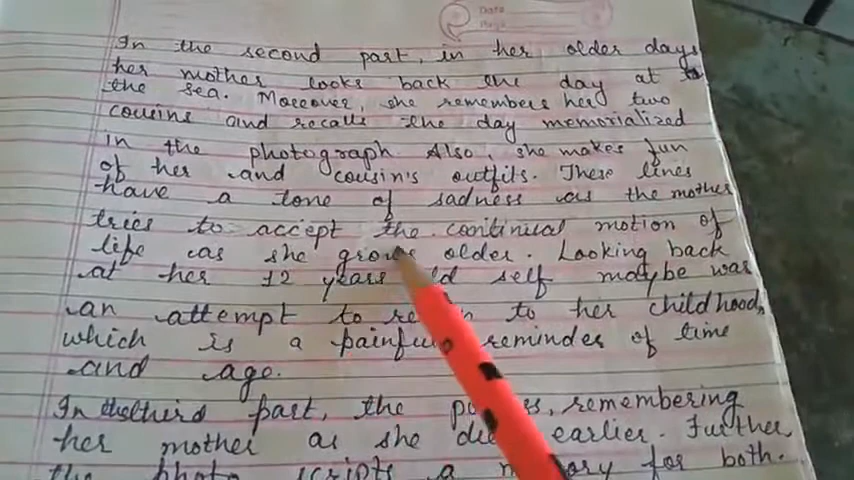 Date
In the second part, in her older days
her mother looks back the day at
the sea. Moreover, she remembers her two
cousins and recalls the day memorialized
in the photograph Also, she makes fun
of her and cousin's outfits. These lines
have a tone of sadness as the mother
tries to accept the continual motion of
life as she grows older. Looking back
at her 12 years old self maybe was
an attempt to to her childhood,
which is a painful reminder of time
and age.
In the third part, the remembering
her mother as she earlier. Further
the photo scripts a for both.